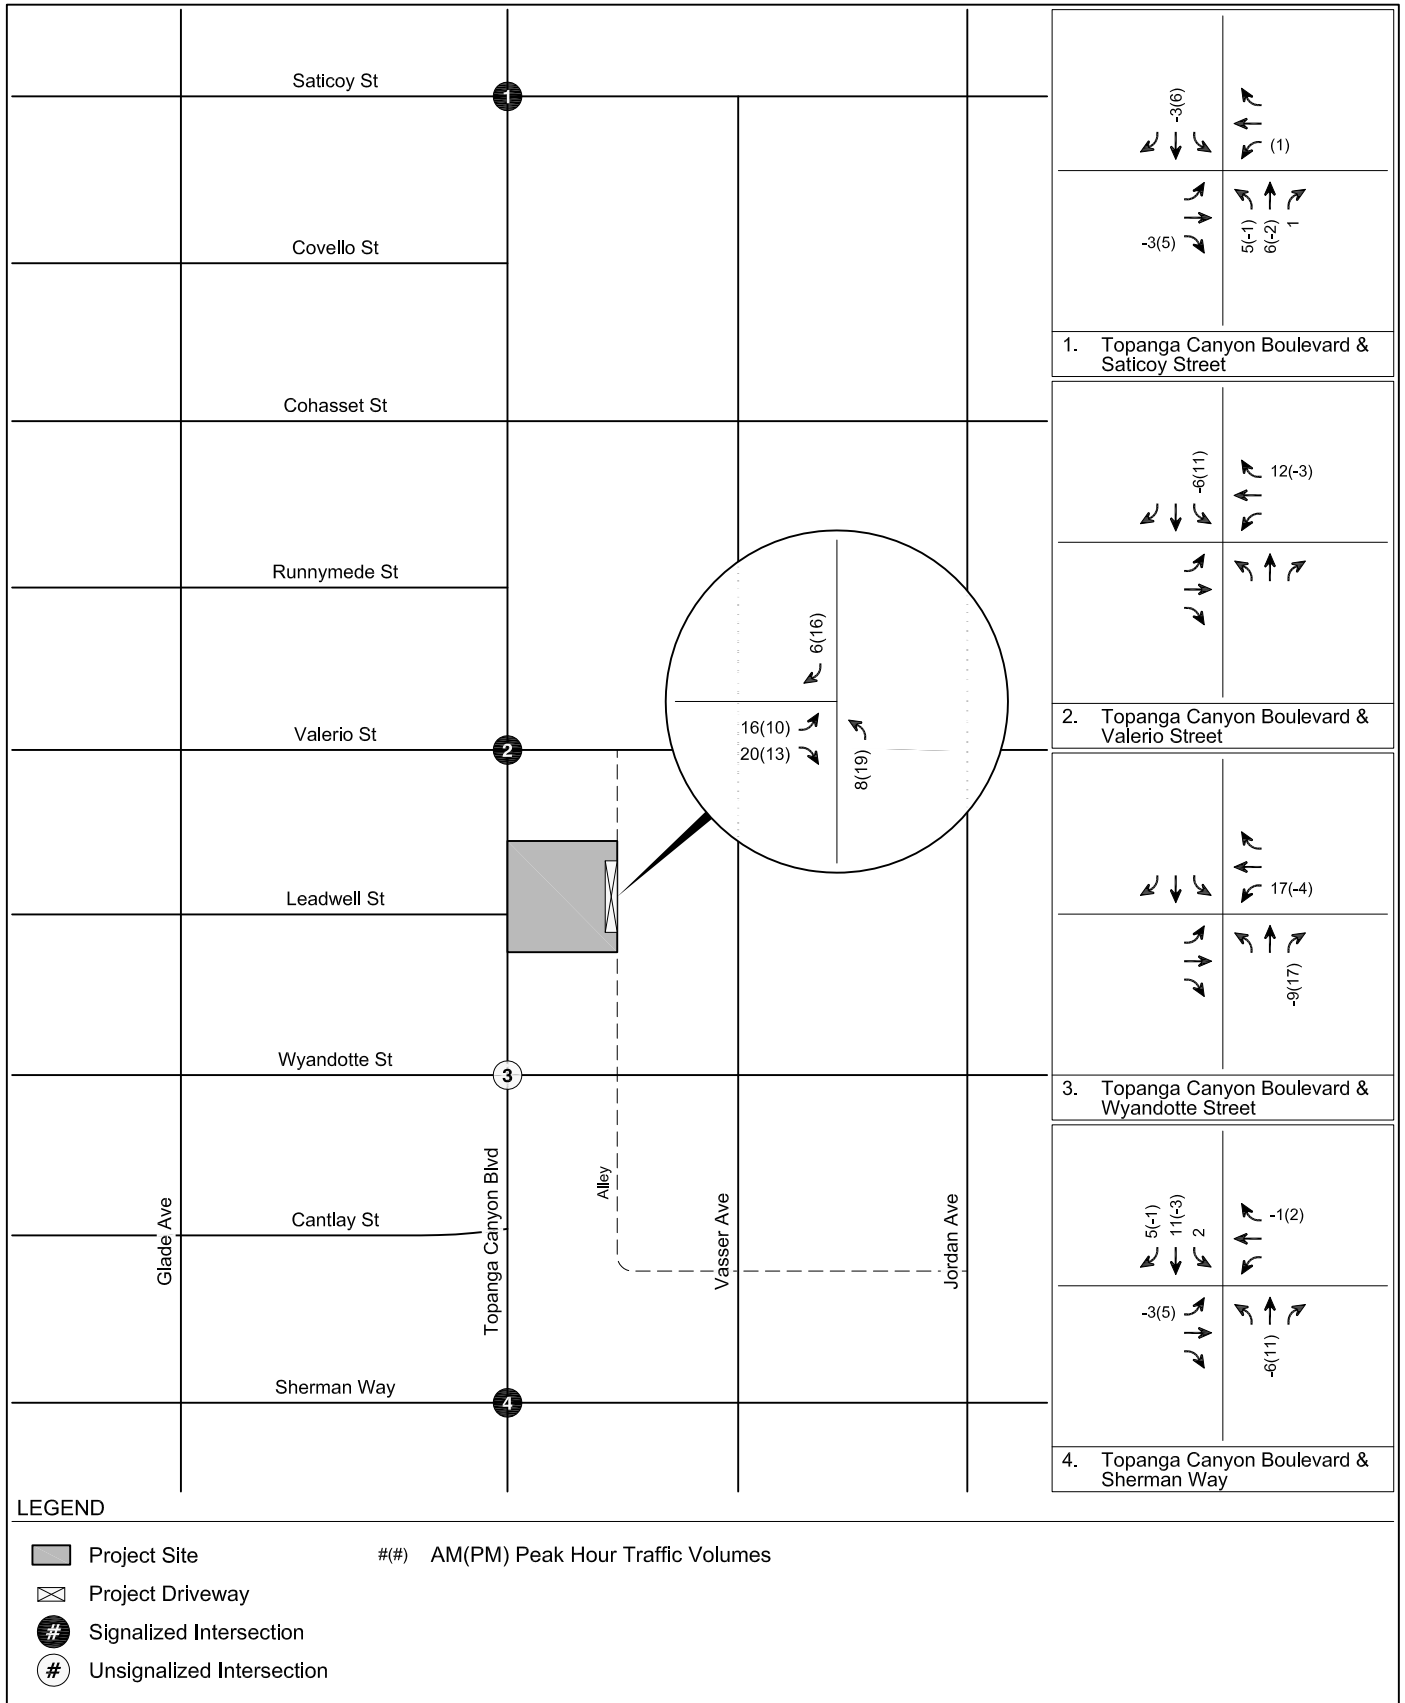 Saticoy St
1
Covello St
Cohasset St
Runnymede St
Valerio St
2
6(16)
16(10)
20(13)
8(19)
Leadwell St
Wyandotte St
3
Glade Ave
Cantlay St
Topanga Canyon Blvd
Alley
Vasser Ave
Jordan Ave
Sherman Way
4
-3(6)
(1)
-3(5)
5(-1)
6(-2)
1
1. Topanga Canyon Boulevard &
Saticoy Street
-6(11)
12(-3)
2. Topanga Canyon Boulevard &
Valerio Street
17(-4)
-9(17)
3. Topanga Canyon Boulevard &
Wyandotte Street
5(-1)
11(-3)
2
-1(2)
-3(5)
-6(11)
4. Topanga Canyon Boulevard &
Sherman Way
LEGEND
Project Site
#(#) AM(PM) Peak Hour Traffic Volumes
Project Driveway
# Signalized Intersection
# Unsignalized Intersection